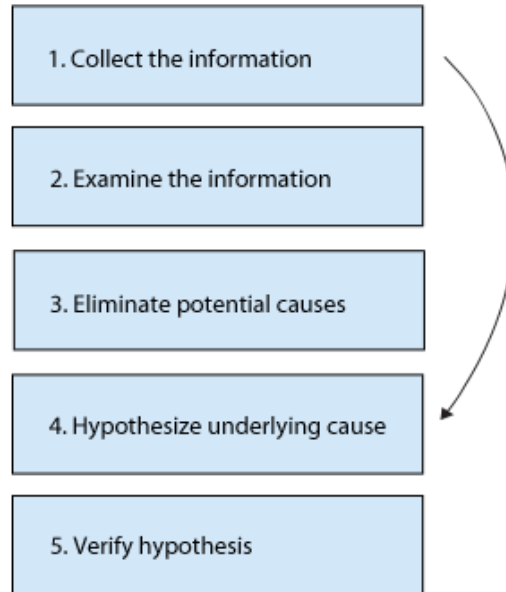 1. Collect the information
2. Examine the information
3. Eliminate potential causes
4. Hypothesize underlying cause
5. Verify hypothesis